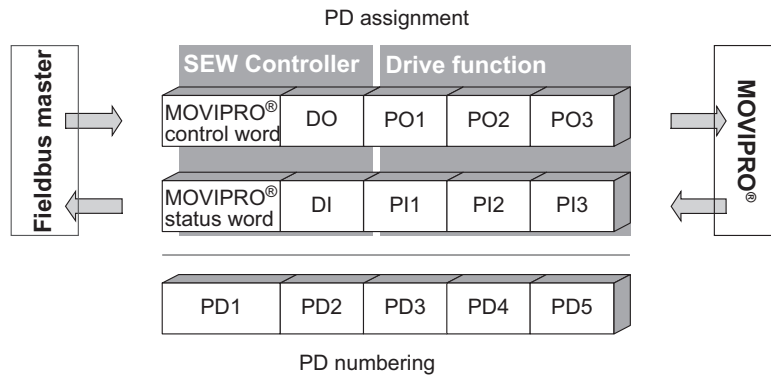 PD assignment
SEW Controller Drive function
Fieldbus master
MOVIPRO®
control word DO PO1 PO2 PO3
MOVIPRO®
status word DI PI1 PI2 PI3
MOVIPRO®
PD1 PD2 PD3 PD4 PD5
PD numbering